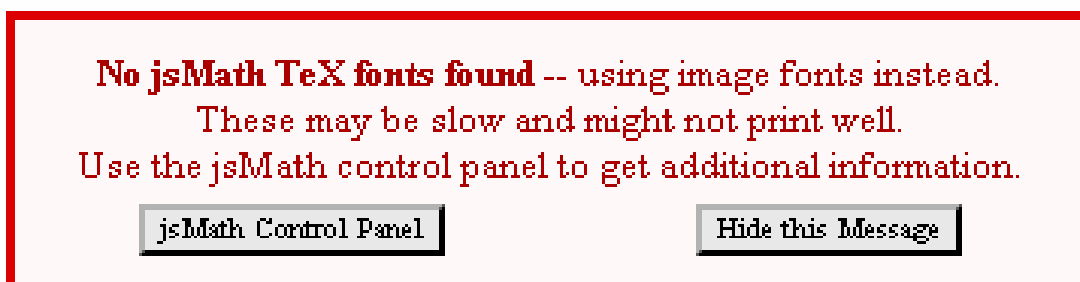 No jsMath TeX fonts found -- using image fonts instead.
These may be slow and might not print well.
Use the jsMath control panel to get additional information.
jsMath Control Panel
Hide this Message